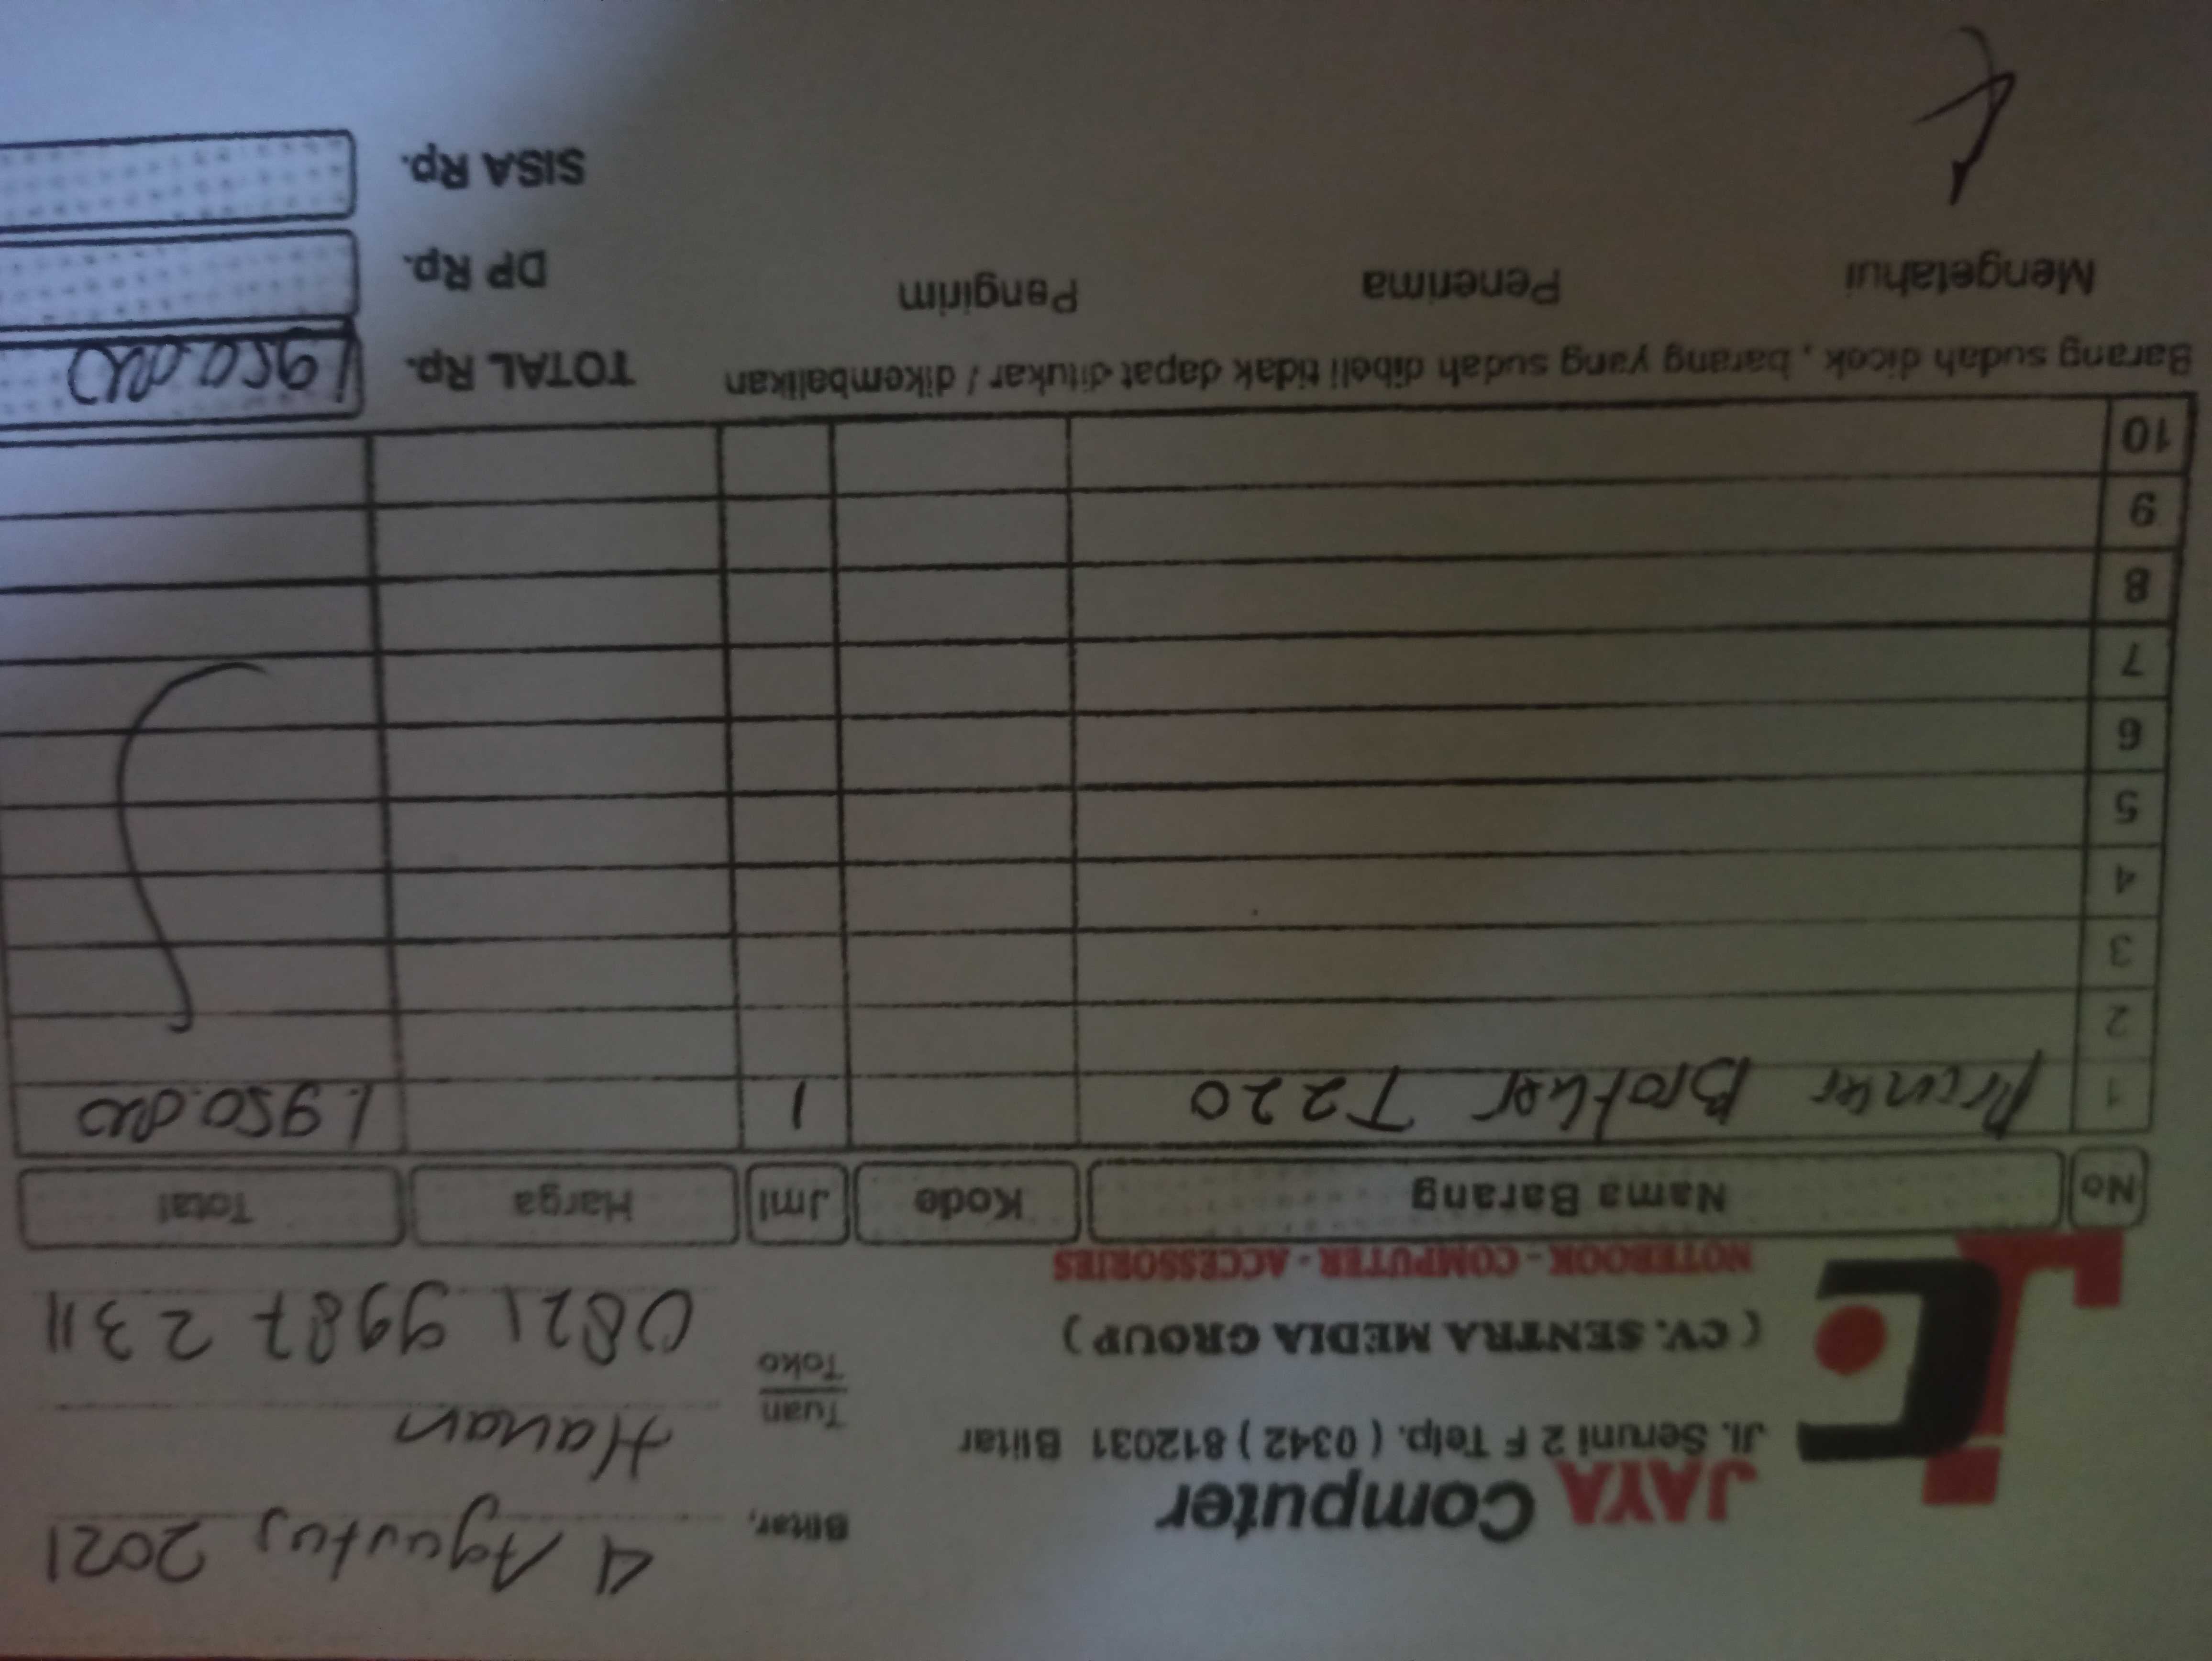 JAYA Computer
Jl. Seruni 2 F Telp. ( 0342 ) 812031 Blitar
( CV. SENTRA MEDIA GROUP )
NOTEBOOK - COMPUTER - ACCESSORIES
Blitar, 4 Agustus 2021
Tuan Hanan
Toko
0821 9987 2311
No Nama Barang Kode Jml Harga Total
1 Printer Brother T220 1 1.950.000
2
3
4
5
6
7
8
9
10
Barang sudah dicek , barang yang sudah dibeli tidak dapat ditukar / dikembalikan
TOTAL Rp. 1.950.000
Mengetahui Penerima Pengirim
DP Rp.
SISA Rp.